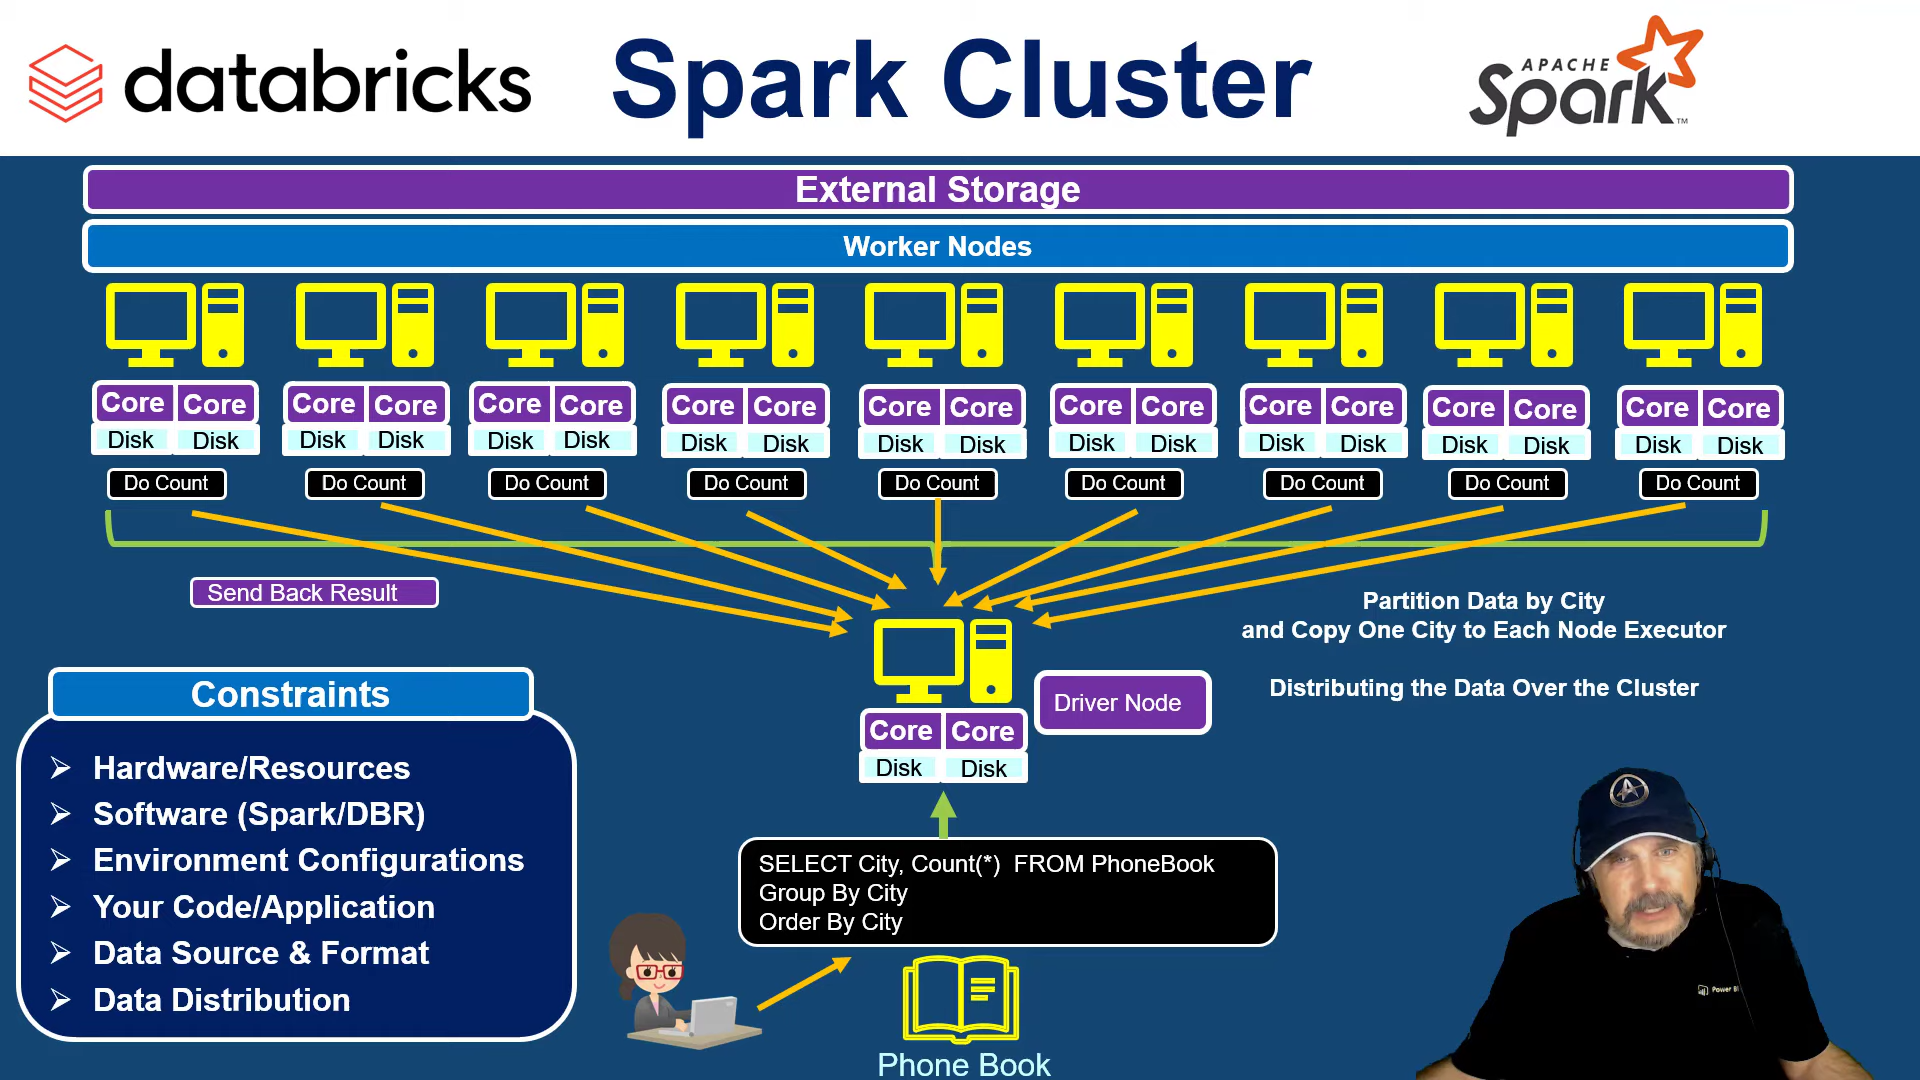 databricks
Spark Cluster
APACHE
Spark
TM
External Storage
Worker Nodes
Core Core Core Core Core Core Core Core Core Core Core Core Core Core Core Core Core Core
Disk Disk Disk Disk Disk Disk Disk Disk Disk Disk Disk Disk Disk Disk Disk Disk Disk Disk
Do Count Do Count Do Count Do Count Do Count Do Count Do Count Do Count Do Count
Send Back Result
Partition Data by City
and Copy One City to Each Node Executor
Distributing the Data Over the Cluster
Driver Node
Core Core
Disk Disk
Constraints
Hardware/Resources
Software (Spark/DBR)
Environment Configurations
Your Code/Application
Data Source & Format
Data Distribution
SELECT City, Count(*) FROM PhoneBook
Group By City
Order By City
Phone Book
Power BI